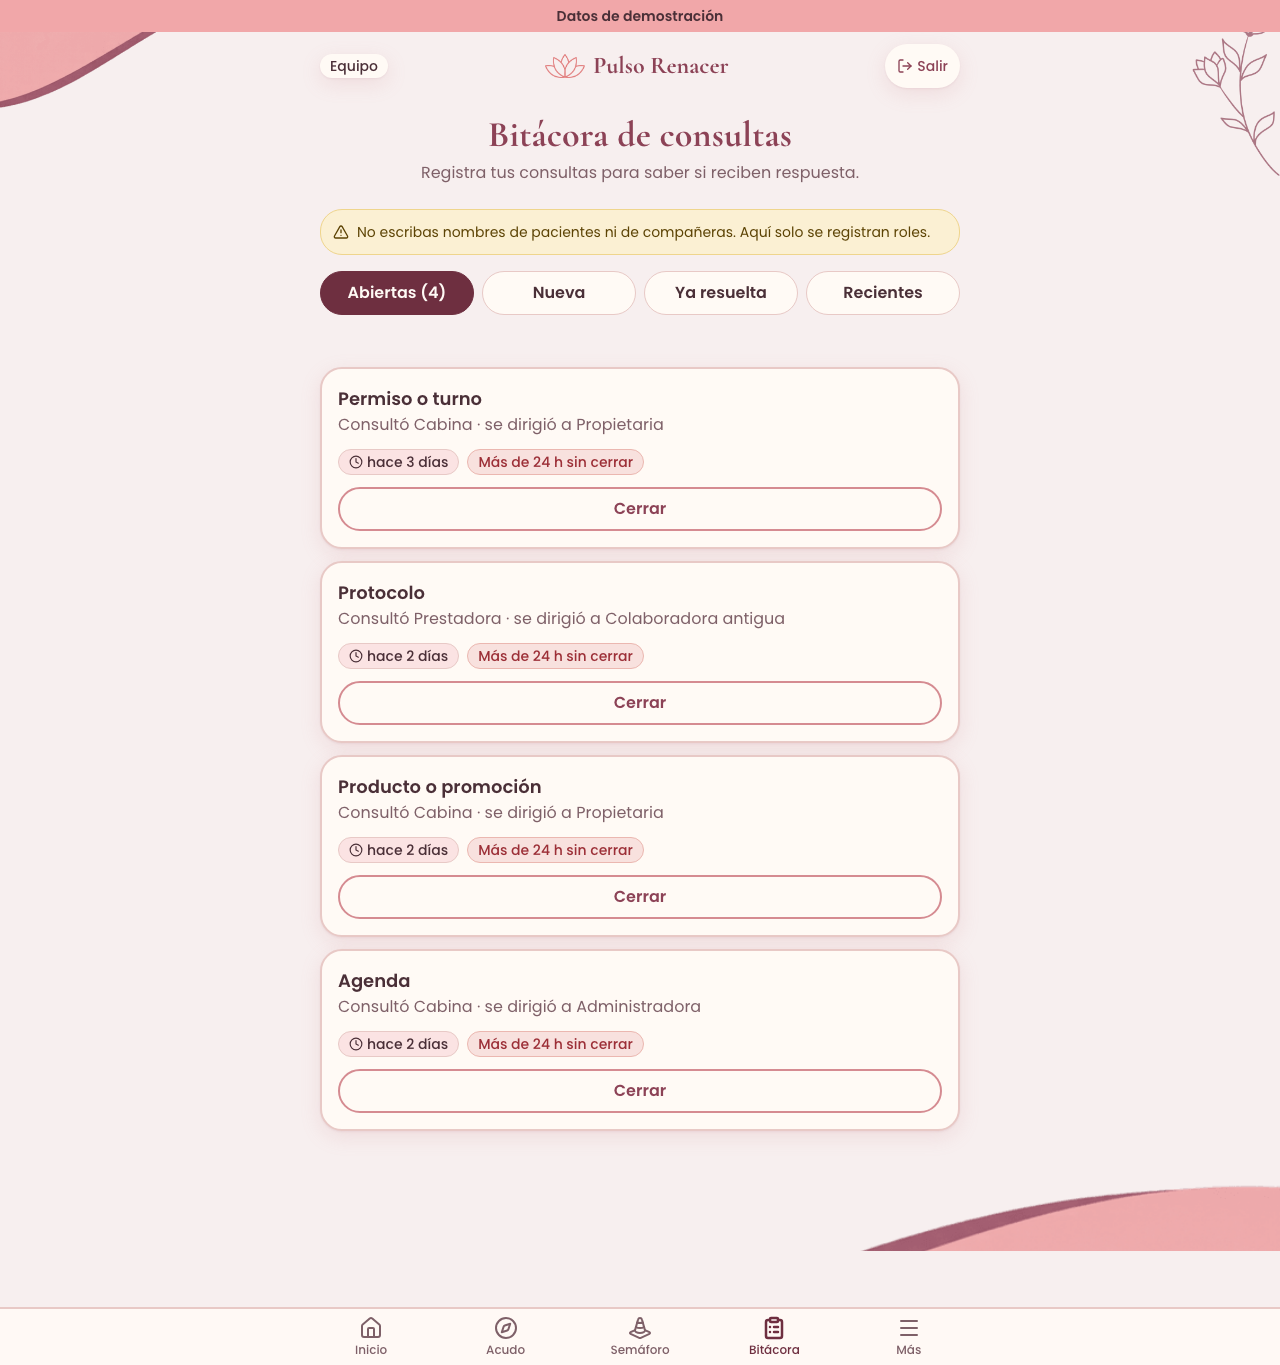 Datos de demostración
Equipo
Pulso Renacer
Salir
Bitácora de consultas
Registra tus consultas para saber si reciben respuesta.
No escribas nombres de pacientes ni de compañeras. Aquí solo se registran roles.
Abiertas (4)
Nueva
Ya resuelta
Recientes
Permiso o turno
Consultó Cabina · se dirigió a Propietaria
hace 3 días
Más de 24 h sin cerrar
Cerrar
Protocolo
Consultó Prestadora · se dirigió a Colaboradora antigua
hace 2 días
Más de 24 h sin cerrar
Cerrar
Producto o promoción
Consultó Cabina · se dirigió a Propietaria
hace 2 días
Más de 24 h sin cerrar
Cerrar
Agenda
Consultó Cabina · se dirigió a Administradora
hace 2 días
Más de 24 h sin cerrar
Cerrar
Inicio
Acudo
Semáforo
Bitácora
Más